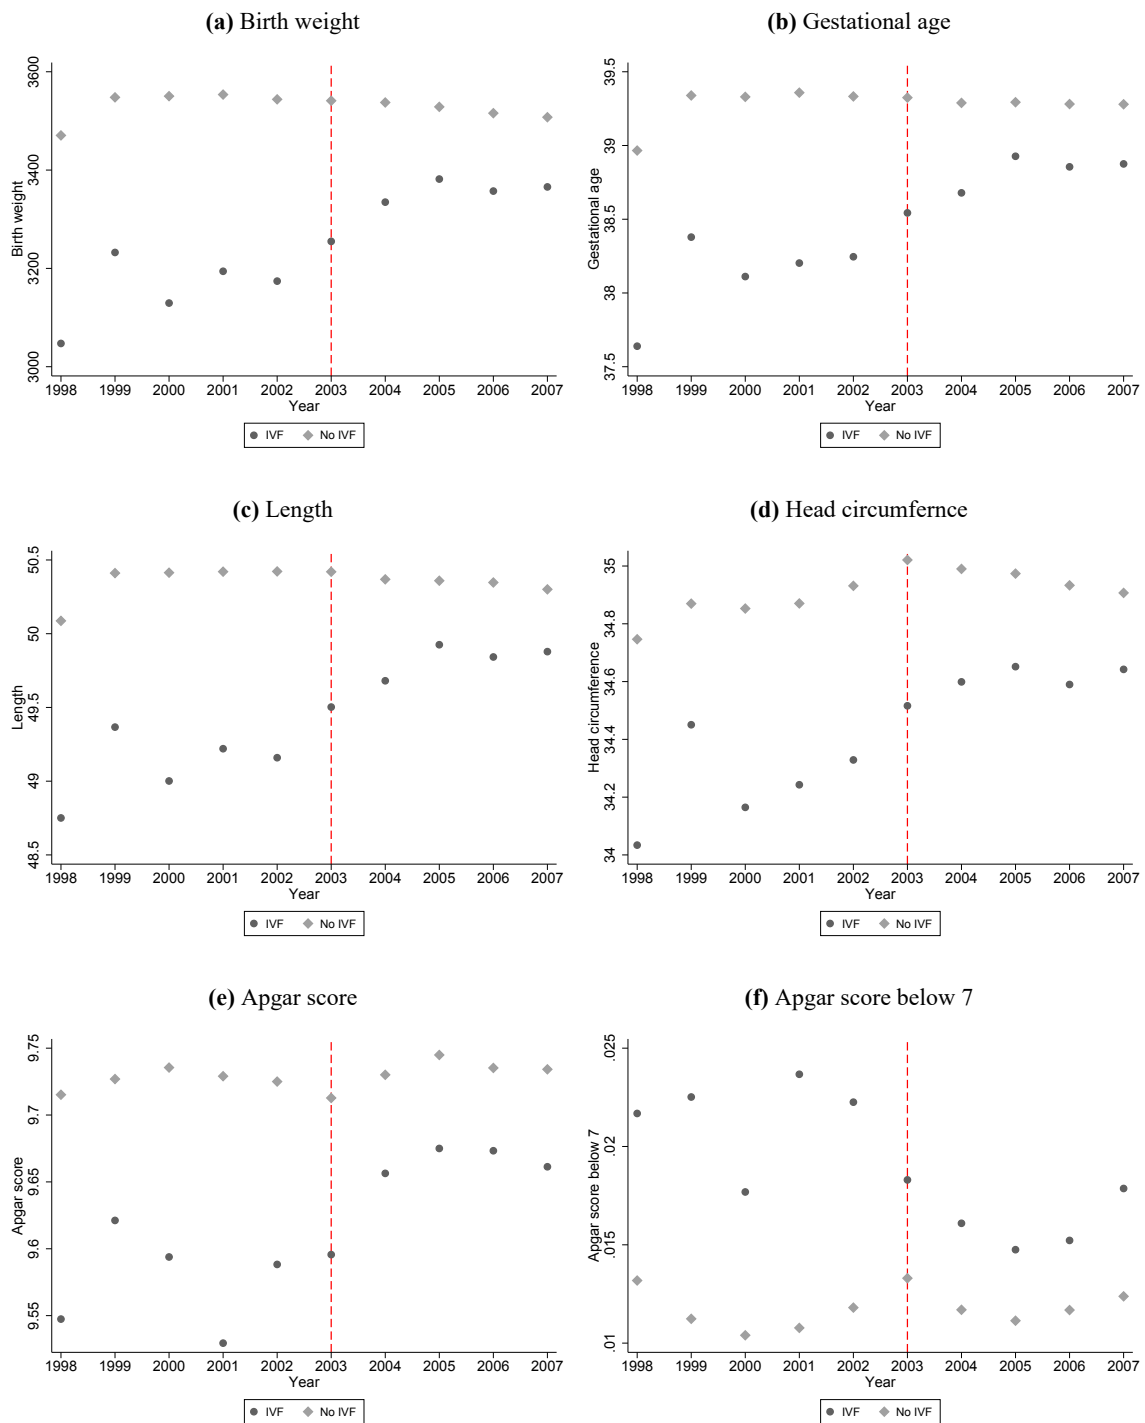 (a) Birth weight
Birth weight
3600
3400
3200
3000
1998 1999 2000 2001 2002 2003 2004 2005 2006 2007
Year
IVF No IVF
(b) Gestational age
Gestational age
39.5
39
38.5
38
37.5
1998 1999 2000 2001 2002 2003 2004 2005 2006 2007
Year
IVF No IVF
(c) Length
Length
50.5
50
49.5
49
48.5
1998 1999 2000 2001 2002 2003 2004 2005 2006 2007
Year
IVF No IVF
(d) Head circumfernce
Head circumference
35
34.8
34.6
34.4
34.2
34
1998 1999 2000 2001 2002 2003 2004 2005 2006 2007
Year
IVF No IVF
(e) Apgar score
Apgar score
9.75
9.7
9.65
9.6
9.55
1998 1999 2000 2001 2002 2003 2004 2005 2006 2007
Year
IVF No IVF
(f) Apgar score below 7
Apgar score below 7
.025
.02
.015
.01
1998 1999 2000 2001 2002 2003 2004 2005 2006 2007
Year
IVF No IVF